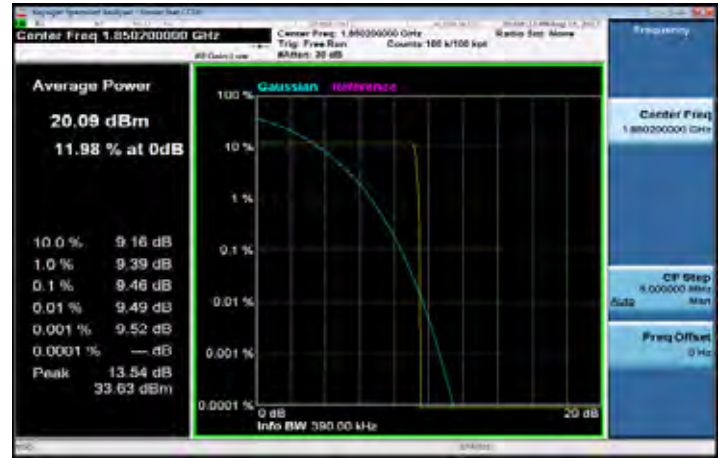 Center Freq 1.850200000 GHz
Center Freq: 1.850200000 GHz
Radio Std: None
Trig: Free Run
Counts:100 k/100 kpt
#IFGain:Low
#Atten: 30 dB
Frequency
Average Power
20.09 dBm
11.98 % at 0dB
10.0 % 9.16 dB
1.0 % 9.39 dB
0.1 % 9.46 dB
0.01 % 9.49 dB
0.001 % 9.52 dB
0.0001 % --- dB
Peak 13.54 dB
33.63 dBm
Gaussian Reference
100 %
10 %
1 %
0.1 %
0.01 %
0.001 %
0.0001 %
0 dB
20 dB
Info BW 390.00 kHz
Center Freq
1.850200000 GHz
CF Step
5.000000 MHz
Auto Man
Freq Offset
0 Hz
MSG
STATUS